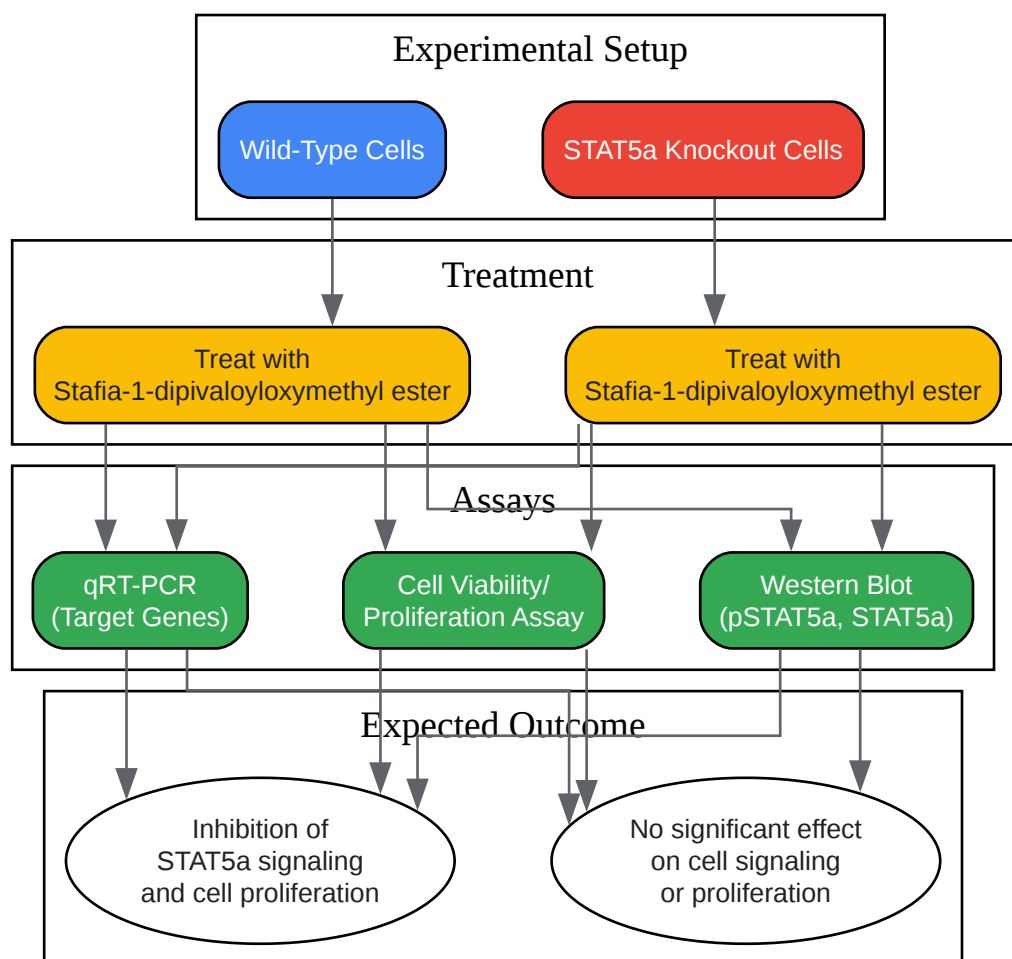 Experimental Setup
Wild-Type Cells
STAT5a Knockout Cells
Treatment
Treat with
Stafia-1-dipivaloyloxymethyl ester
Treat with
Stafia-1-dipivaloyloxymethyl ester
Assays
qRT-PCR
(Target Genes)
Cell Viability/
Proliferation Assay
Western Blot
(pSTAT5a, STAT5a)
Expected Outcome
Inhibition of
STAT5a signaling
and cell proliferation
No significant effect
on cell signaling
or proliferation